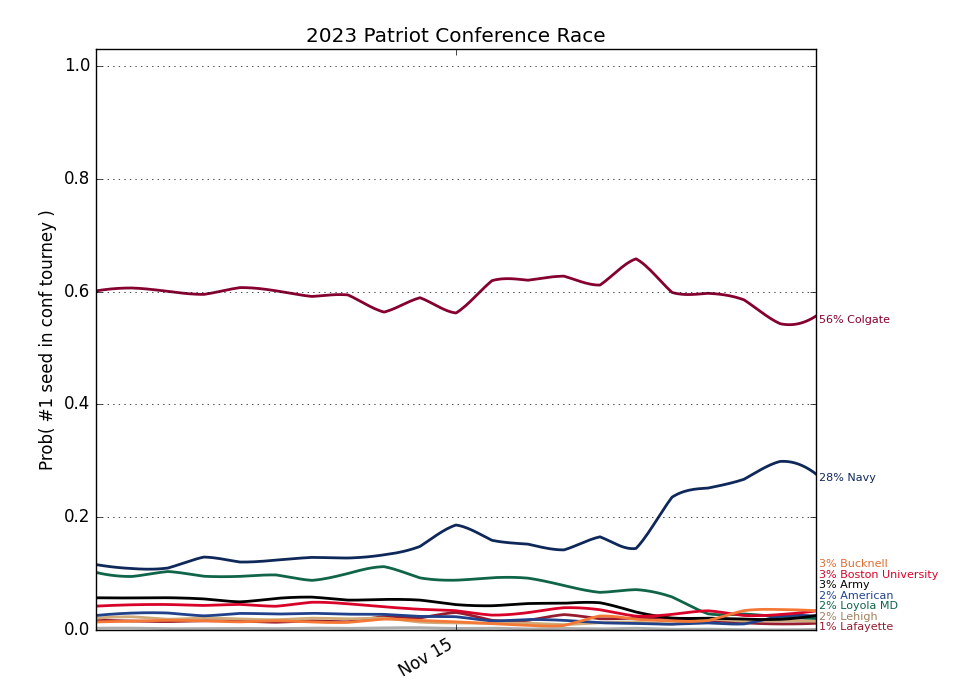 2023 Patriot Conference Race
1.0
0.8
0.6
0.4
0.2
0.0
Prob( #1 seed in conf tourney )
Nov 15
56% Colgate
28% Navy
3% Bucknell
3% Boston University
3% Army
2% American
2% Loyola MD
2% Lehigh
1% Lafayette